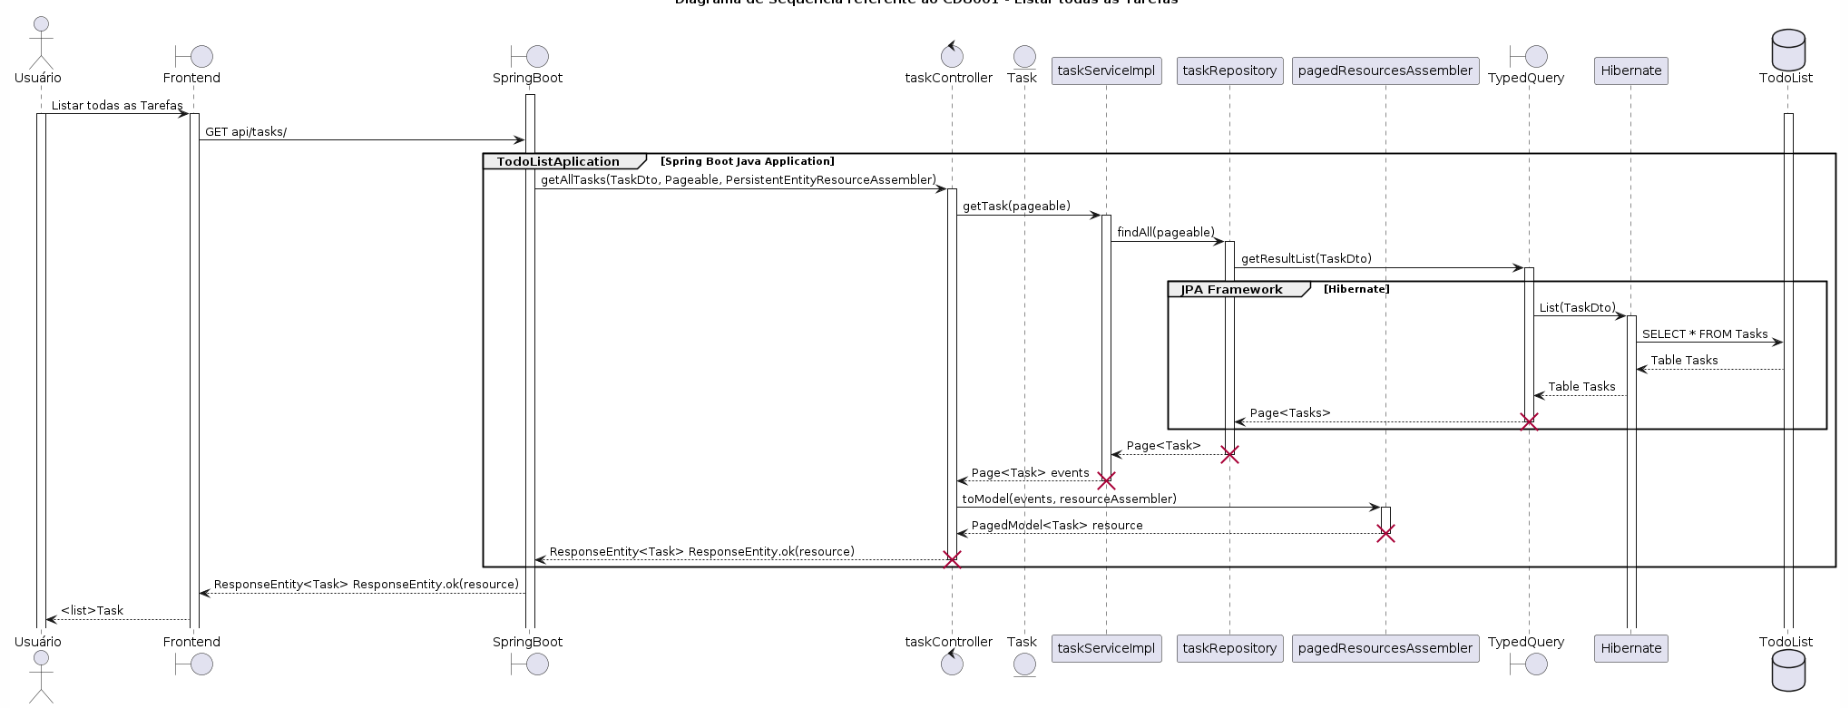 Diagrama de Sequência referente ao CDU001 - Listar todas as Tarefas
Usuário
Frontend
SpringBoot
taskController
Task
taskServiceImpl
taskRepository
pagedResourcesAssembler
TypedQuery
Hibernate
TodoList
Listar todas as Tarefas
GET api/tasks/
TodoListAplication
[Spring Boot Java Application]
getAllTasks(TaskDto, Pageable, PersistentEntityResourceAssembler)
getTask(pageable)
findAll(pageable)
getResultList(TaskDto)
JPA Framework
[Hibernate]
List(TaskDto)
SELECT * FROM Tasks
Table Tasks
Table Tasks
Page<Tasks>
Page<Task>
Page<Task> events
toModel(events, resourceAssembler)
PagedModel<Task> resource
ResponseEntity<Task> ResponseEntity.ok(resource)
ResponseEntity<Task> ResponseEntity.ok(resource)
<list>Task
Usuário
Frontend
SpringBoot
taskController
Task
taskServiceImpl
taskRepository
pagedResourcesAssembler
TypedQuery
Hibernate
TodoList